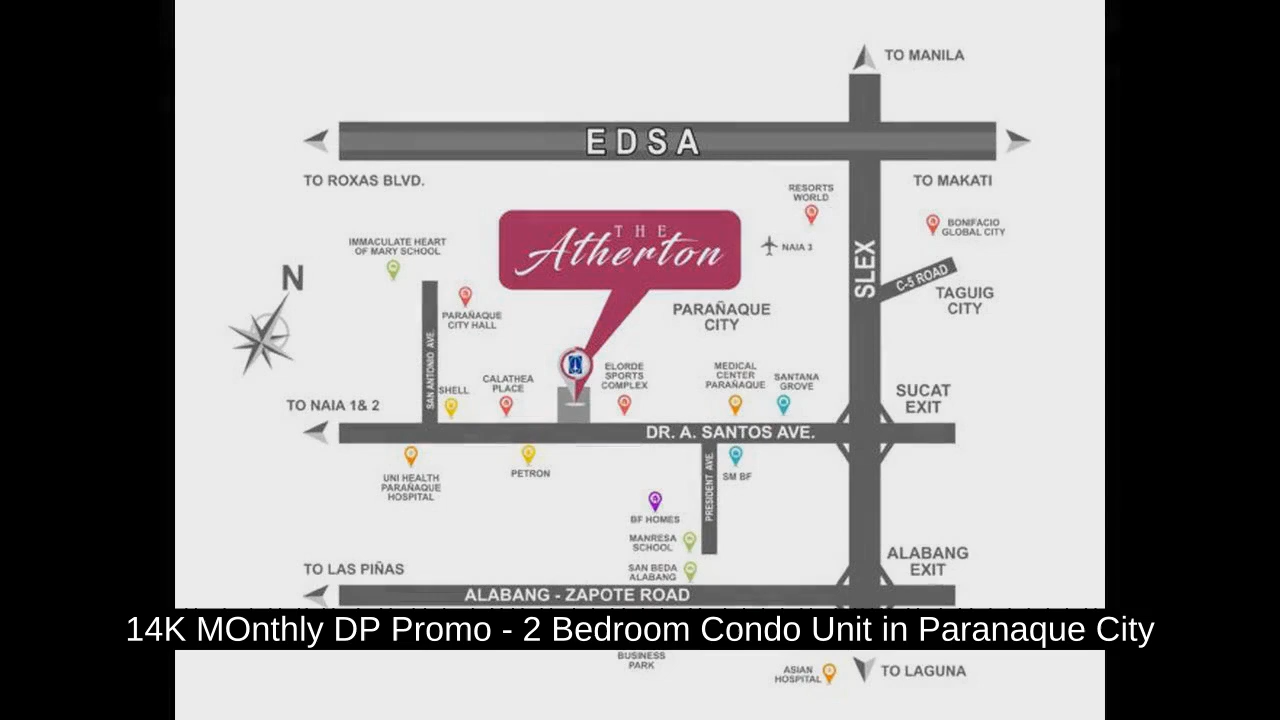 TO MANILA
EDSA
TO ROXAS BLVD.
TO MAKATI
RESORTS
WORLD
BONIFACIO
GLOBAL CITY
IMMACULATE HEART
OF MARY SCHOOL
THE
Atherton
NAIA 3
SLEX
C-5 ROAD
TAGUIG
CITY
N
PARAÑAQUE
CITY HALL
PARAÑAQUE
CITY
SAN ANTONIO AVE.
SHELL
CALATHEA
PLACE
ELORDE
SPORTS
COMPLEX
MEDICAL
CENTER
PARAÑAQUE
SANTANA
GROVE
SUCAT
EXIT
TO NAIA 1& 2
DR. A. SANTOS AVE.
UNI HEALTH
PARAÑAQUE
HOSPITAL
PETRON
PRESIDENT AVE.
SM BF
BF HOMES
MANRESA
SCHOOL
SAN BEDA
ALABANG
ALABANG
EXIT
TO LAS PIÑAS
ALABANG - ZAPOTE ROAD
14K MOnthly DP Promo - 2 Bedroom Condo Unit in Paranaque City
BUSINESS
PARK
ASIAN
HOSPITAL
TO LAGUNA